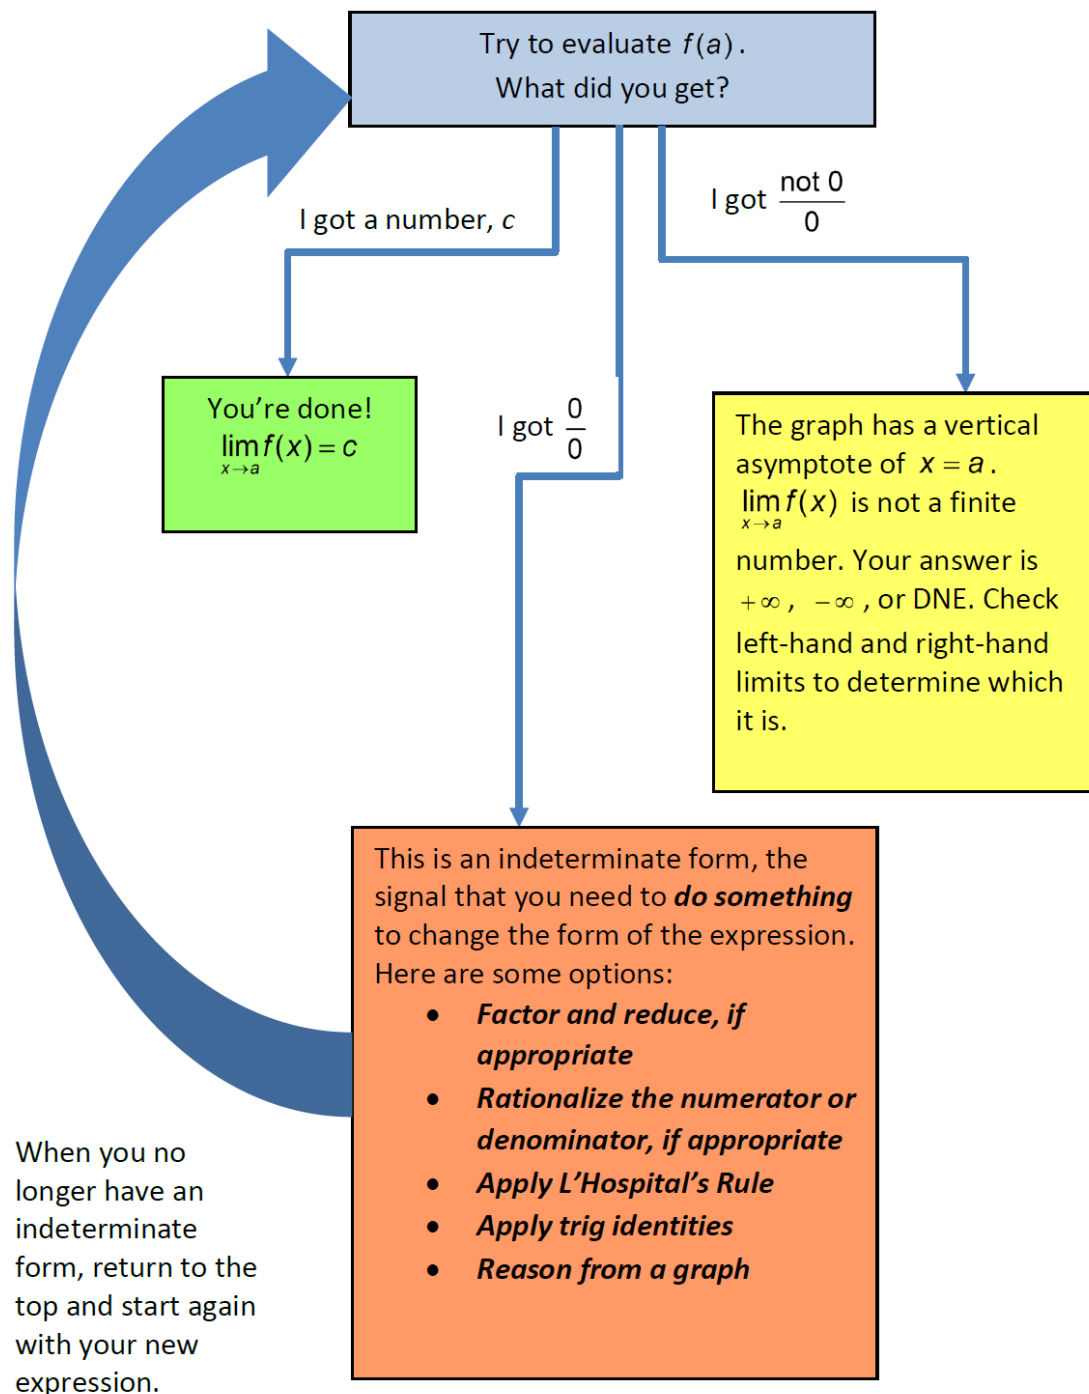 Try to evaluate f(a).
What did you get?
I got a number, c
I got not 0 / 0
You're done!
lim x→a f(x) = c
I got 0 / 0
The graph has a vertical
asymptote of x = a.
lim x→a f(x) is not a finite
number. Your answer is
+∞, −∞, or DNE. Check
left-hand and right-hand
limits to determine which
it is.
This is an indeterminate form, the
signal that you need to do something
to change the form of the expression.
Here are some options:
• Factor and reduce, if
appropriate
• Rationalize the numerator or
denominator, if appropriate
• Apply L'Hospital's Rule
• Apply trig identities
• Reason from a graph
When you no
longer have an
indeterminate
form, return to the
top and start again
with your new
expression.